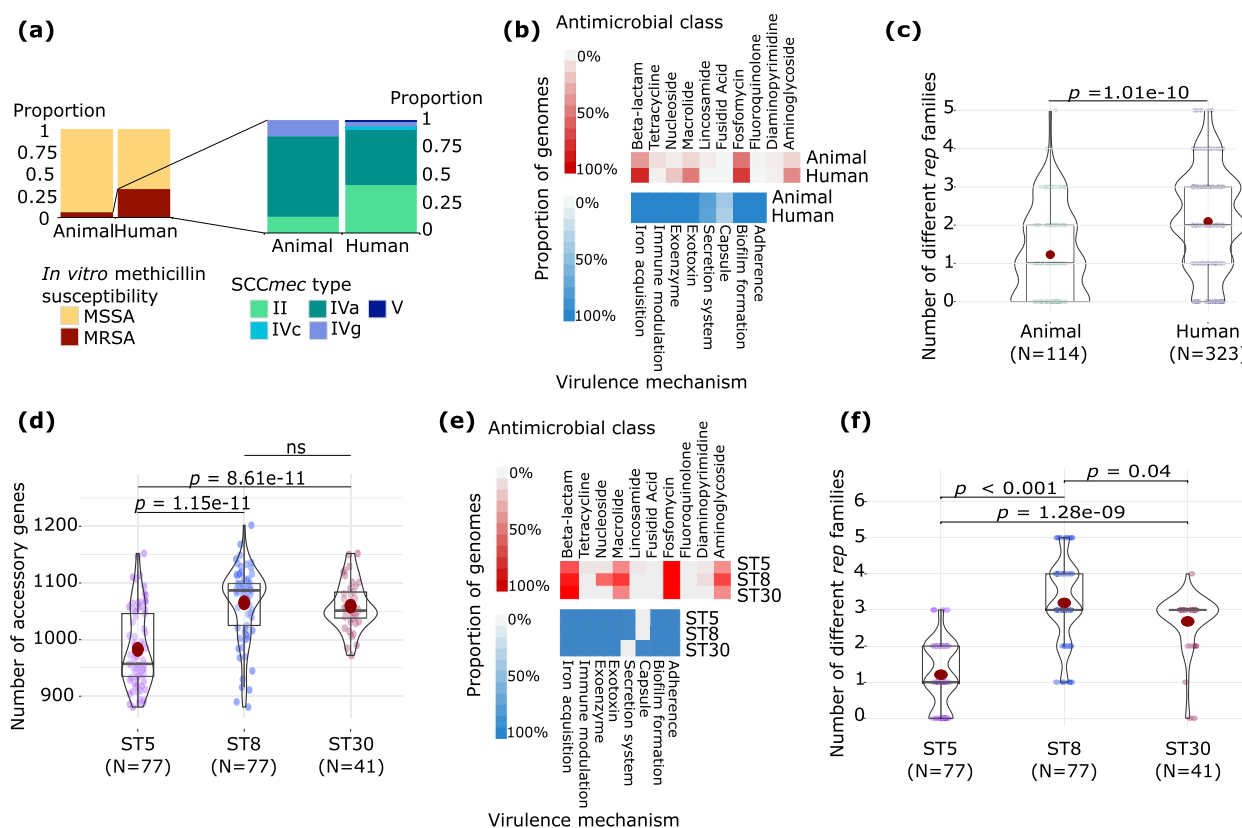 (a)
Proportion
1
0.75
0.5
0.25
0
Animal
Human
Proportion
1
0.75
0.5
0.25
0
Animal
Human
In vitro methicillin
susceptibility
MSSA
MRSA
SCCmec type
II
IVa
V
IVc
IVg
(b)
Antimicrobial class
Proportion of genomes
0%
50%
100%
Beta-lactam
Tetracycline
Nucleoside
Macrolide
Lincosamide
Fusidid Acid
Fosfomycin
Fluroquinolone
Diaminopyrimidine
Aminoglycoside
Animal
Human
0%
50%
100%
Animal
Human
Iron acquisition
Immune modulation
Exoenzyme
Exotoxin
Secretion system
Capsule
Biofilm formation
Adherence
Virulence mechanism
(c)
Number of different rep families
p =1.01e-10
5
4
3
2
1
0
Animal
(N=114)
Human
(N=323)
(d)
Number of accessory genes
ns
p = 8.61e-11
p = 1.15e-11
1200
1100
1000
900
ST5
(N=77)
ST8
(N=77)
ST30
(N=41)
(e)
Antimicrobial class
Proportion of genomes
0%
50%
100%
Beta-lactam
Tetracycline
Nucleoside
Macrolide
Lincosamide
Fusidid Acid
Fosfomycin
Fluroquinolone
Diaminopyrimidine
Aminoglycoside
ST5
ST8
ST30
0%
50%
100%
ST5
ST8
ST30
Iron acquisition
Immune modulation
Exoenzyme
Exotoxin
Secretion system
Capsule
Biofilm formation
Adherence
Virulence mechanism
(f)
Number of different rep families
p = 0.04
p < 0.001
p = 1.28e-09
6
5
4
3
2
1
0
ST5
(N=77)
ST8
(N=77)
ST30
(N=41)